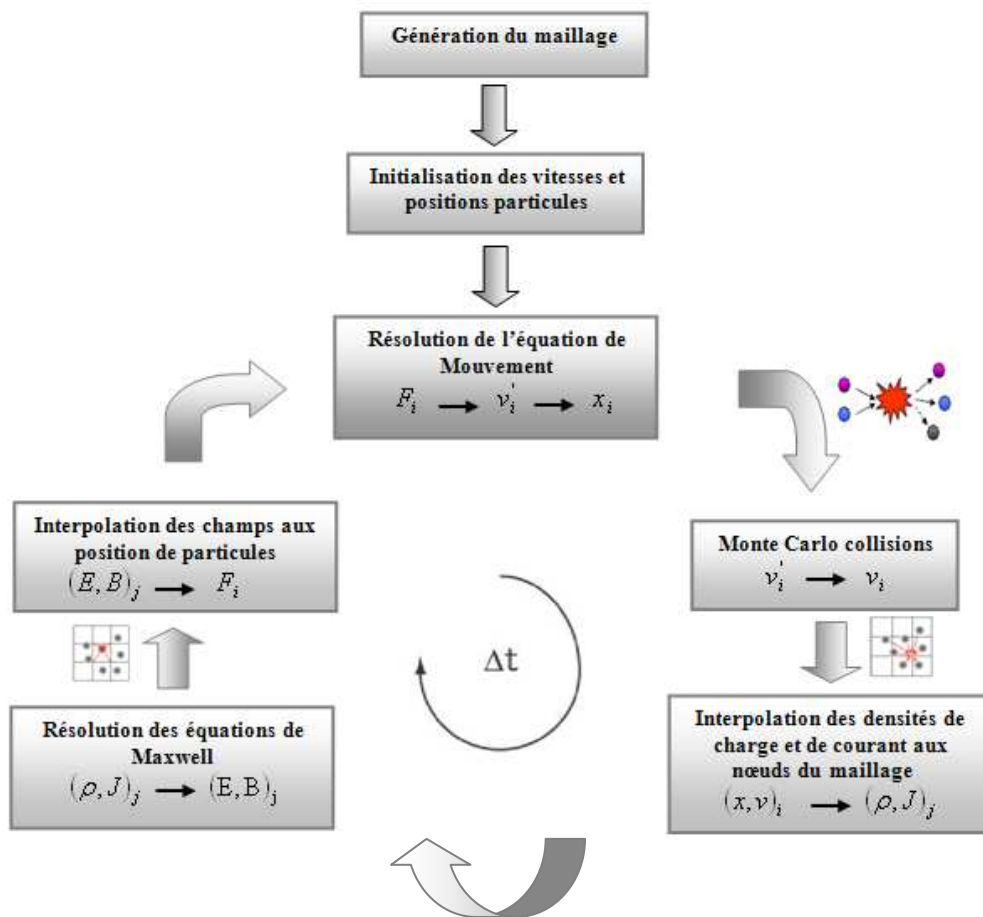 Génération du maillage
Initialisation des vitesses et
positions particules
Résolution de l'équation de
Mouvement
F_i → v_i' → x_i
Interpolation des champs aux
position de particules
(E, B)_j → F_i
Monte Carlo collisions
v_i' → v_i
Δt
Résolution des équations de
Maxwell
(ρ, J)_j → (E,B)_j
Interpolation des densités de
charge et de courant aux
nœuds du maillage
(x,v)_i → (ρ, J)_j